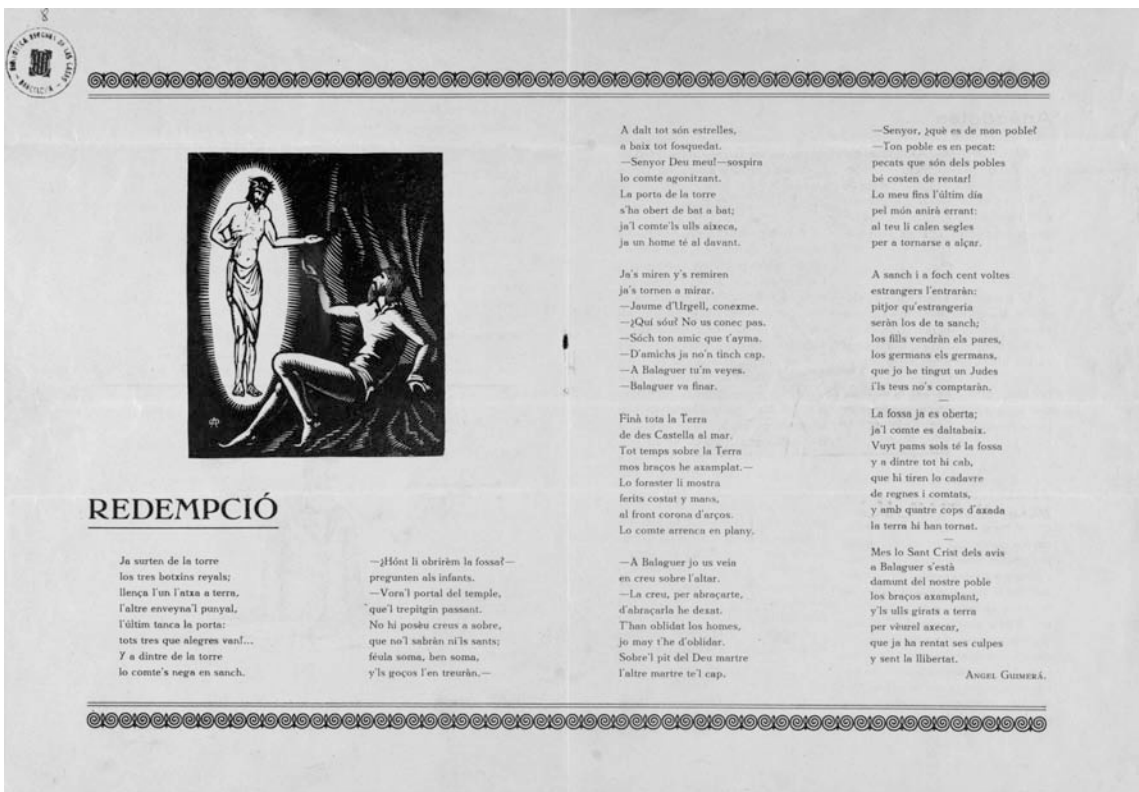 8
REDEMPCIÓ
Ja surten de la torre
los tres botxins reyals;
llença l'un l'atxa a terra,
l'altre enveyna'l punyal,
l'últim tanca la porta:
tots tres que alegres van!...
Y a dintre de la torre
lo comte's nega en sanch.
—¿Hónt li obrirèm la fossa?—
pregunten als infants.
—Vora'l portal del temple,
que'l trepitgin passant.
No hi posèu creus a sobre,
que no'l sabràn ni'ls sants;
féula soma, ben soma,
y'ls goços l'en treuràn.—
A dalt tot són estrelles,
a baix tot fosquedat.
—Senyor Deu meu!—sospira
lo comte agonitzant.
La porta de la torre
s'ha obert de bat a bat;
ja'l comte'ls ulls aixeca,
ja un home té al davant.
Ja's miren y's remiren
ja's tornen a mirar.
—Jaume d'Urgell, conexme.
—¿Quí sóu? No us conec pas.
—Sóch ton amic que t'ayma.
—D'amichs ja no'n tinch cap.
—A Balaguer tu'm veyes.
—Balaguer va finar.
Finà tota la Terra
de des Castella al mar.
Tot temps sobre la Terra
mos braços he axamplat.—
Lo foraster li mostra
ferits costat y mans,
al front corona d'arços.
Lo comte arrenca en plany.
—A Balaguer jo us veia
en creu sobre l'altar.
—La creu, per abraçarte,
d'abraçarla he dexat.
T'han oblidat los homes,
jo may t'he d'oblidar.
Sobre'l pit del Deu martre
l'altre martre te'l cap.
—Senyor, ¿què es de mon poble?
—Ton poble es en pecat:
pecats que són dels pobles
bé costen de rentar!
Lo meu fins l'últim día
pel món anirà errant:
al teu li calen segles
per a tornarse a alçar.
A sanch i a foch cent voltes
estrangers l'entraràn:
pitjor qu'estrangeria
seràn los de ta sanch;
los fills vendràn els pares,
los germans els germans,
que jo he tingut un Judes
i'ls teus no's comptaràn.
La fossa ja es oberta;
ja'l comte es daltabaix.
Vuyt pams sols té la fossa
y a dintre tot hi cab,
que hi tiren lo cadavre
de regnes i comtats,
y amb quatre cops d'axada
la terra hi han tornat.
Mes lo Sant Crist dels avis
a Balaguer s'està
damunt del nostre poble
los braços axamplant,
y'ls ulls girats a terra
per vèurel axecar,
que ja ha rentat ses culpes
y sent la llibertat.
ANGEL GUIMERÁ.